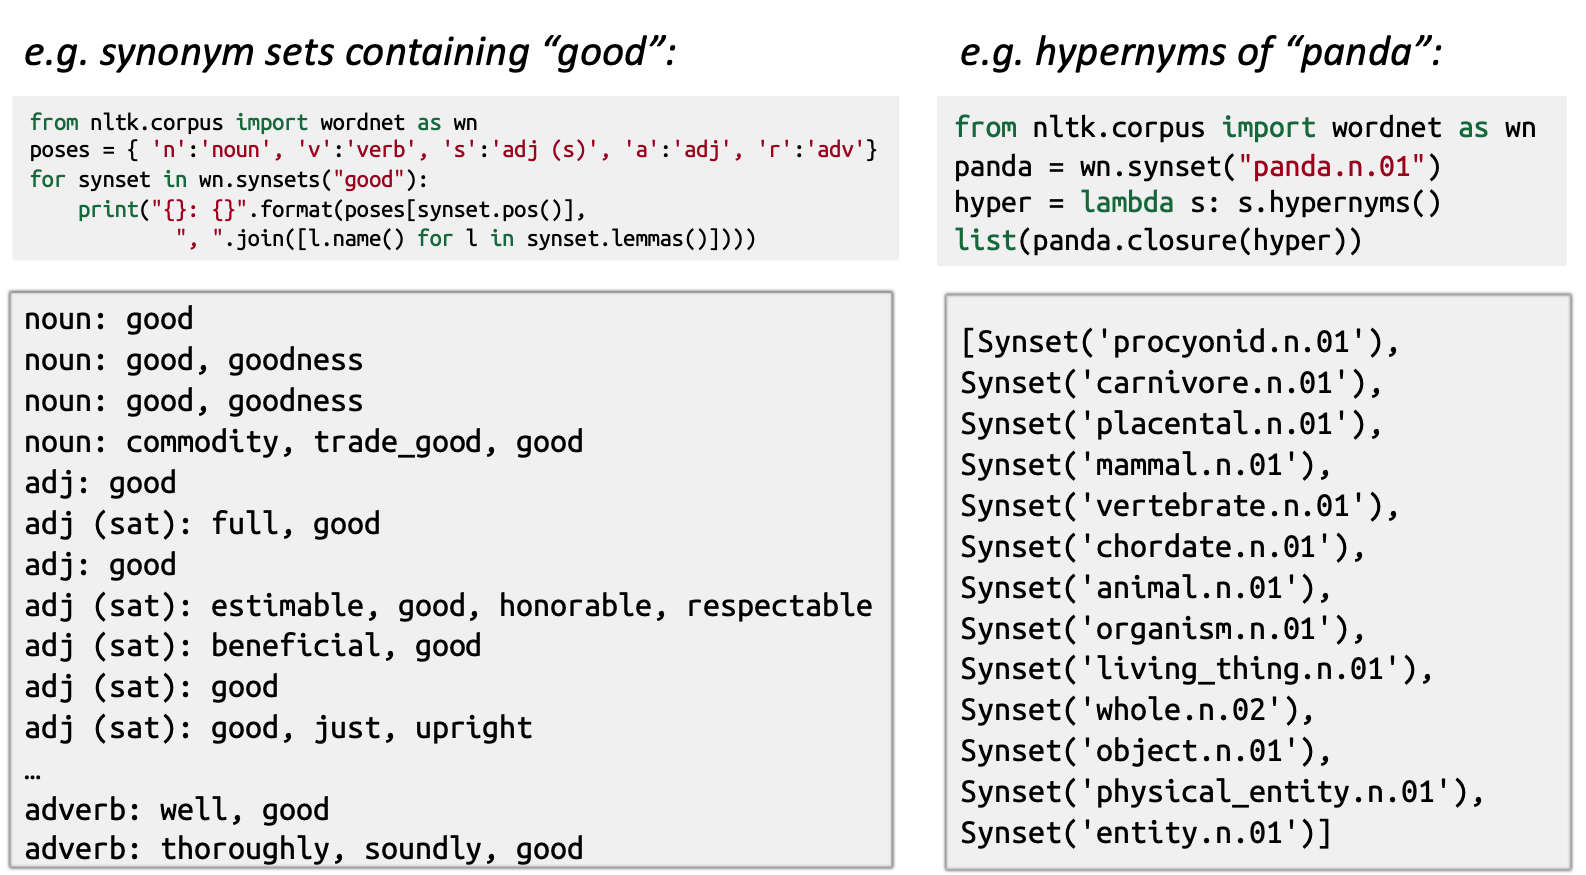 e.g. synonym sets containing “good”:
from nltk.corpus import wordnet as wn
poses = { 'n':'noun', 'v':'verb', 's':'adj (s)', 'a':'adj', 'r':'adv'}
for synset in wn.synsets("good"):
    print("{}: {}".format(poses[synset.pos()],
            ", ".join([l.name() for l in synset.lemmas()])))
noun: good
noun: good, goodness
noun: good, goodness
noun: commodity, trade_good, good
adj: good
adj (sat): full, good
adj: good
adj (sat): estimable, good, honorable, respectable
adj (sat): beneficial, good
adj (sat): good
adj (sat): good, just, upright
…
adverb: well, good
adverb: thoroughly, soundly, good
e.g. hypernyms of “panda”:
from nltk.corpus import wordnet as wn
panda = wn.synset("panda.n.01")
hyper = lambda s: s.hypernyms()
list(panda.closure(hyper))
[Synset('procyonid.n.01'),
Synset('carnivore.n.01'),
Synset('placental.n.01'),
Synset('mammal.n.01'),
Synset('vertebrate.n.01'),
Synset('chordate.n.01'),
Synset('animal.n.01'),
Synset('organism.n.01'),
Synset('living_thing.n.01'),
Synset('whole.n.02'),
Synset('object.n.01'),
Synset('physical_entity.n.01'),
Synset('entity.n.01')]